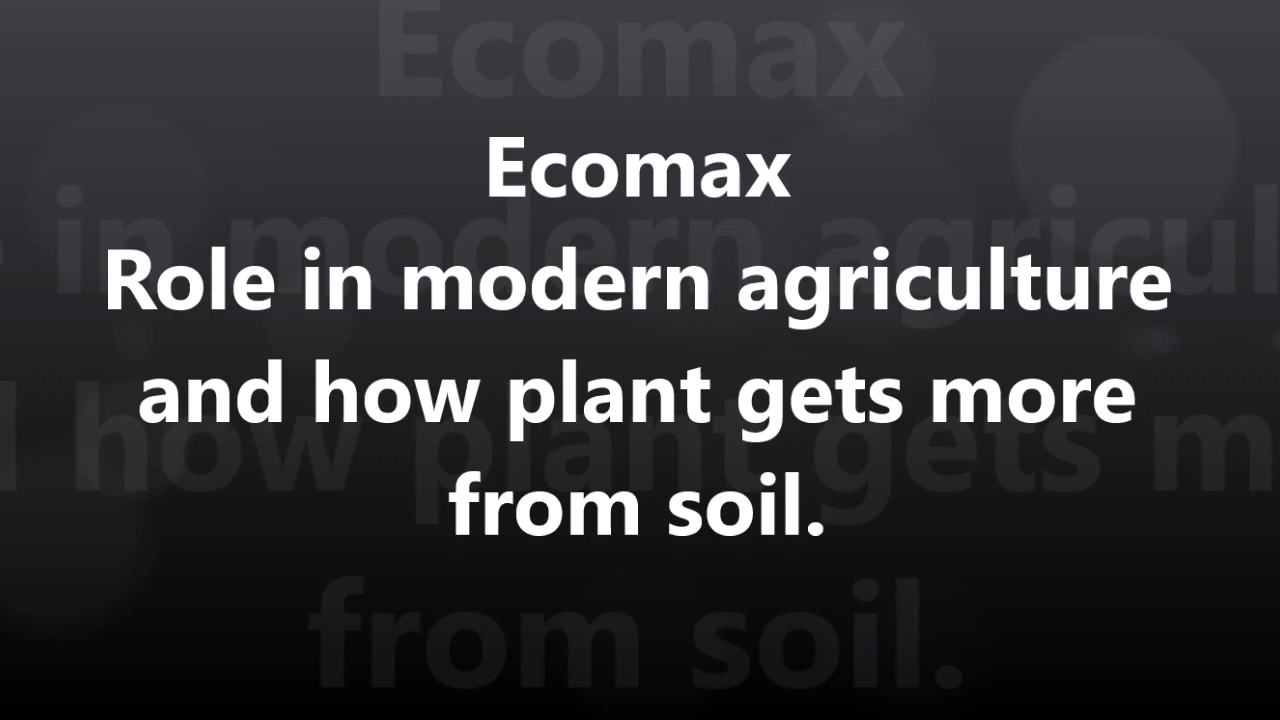 Ecomax
Role in modern agriculture
and how plant gets more
from soil.